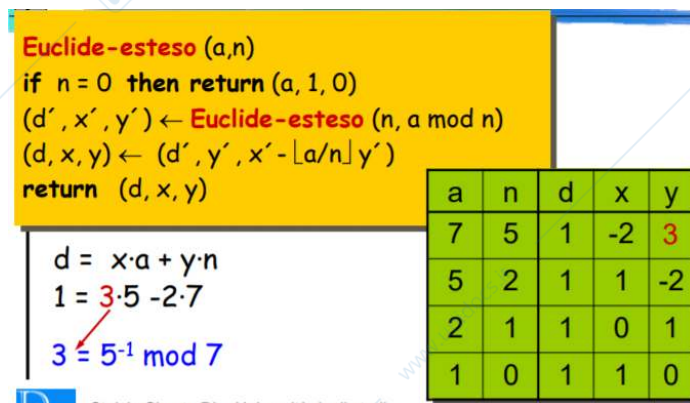 Euclide-esteso (a,n)
if n = 0 then return (a, 1, 0)
(d´, x´, y´) ← Euclide-esteso (n, a mod n)
(d, x, y) ← (d´, y´, x´ - ⌊a/n⌋ y´)
return (d, x, y)
d = x·a + y·n
1 = 3·5 -2·7
3 = 5⁻¹ mod 7
a n d x y
7 5 1 -2 3
5 2 1 1 -2
2 1 1 0 1
1 0 1 1 0